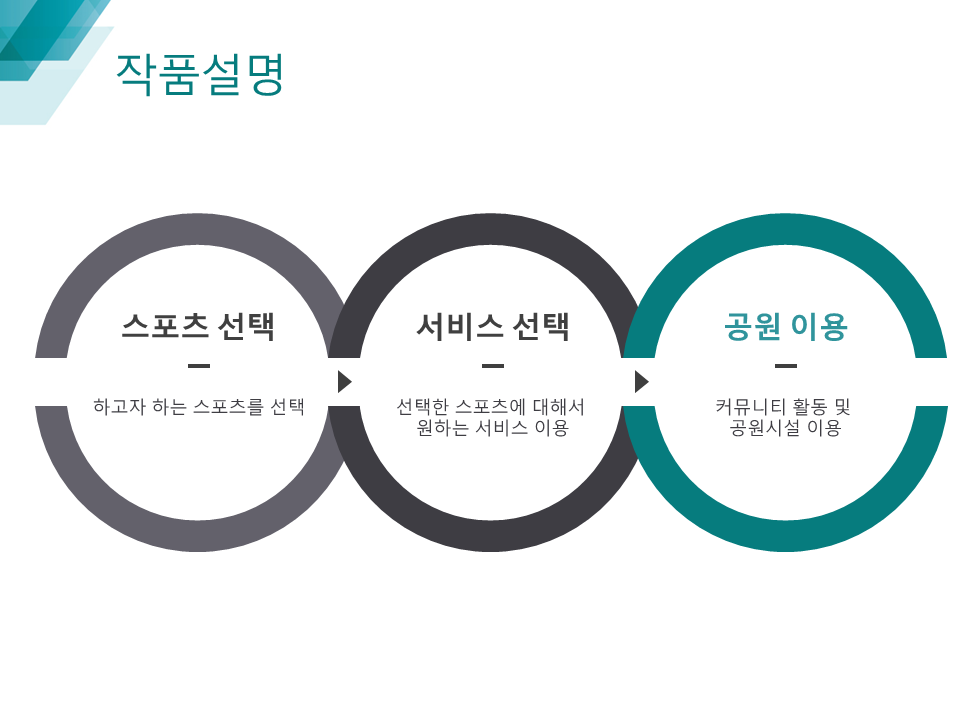 작품설명
스포츠 선택
하고자 하는 스포츠를 선택
서비스 선택
선택한 스포츠에 대해서
원하는 서비스 이용
공원 이용
커뮤니티 활동 및
공원시설 이용